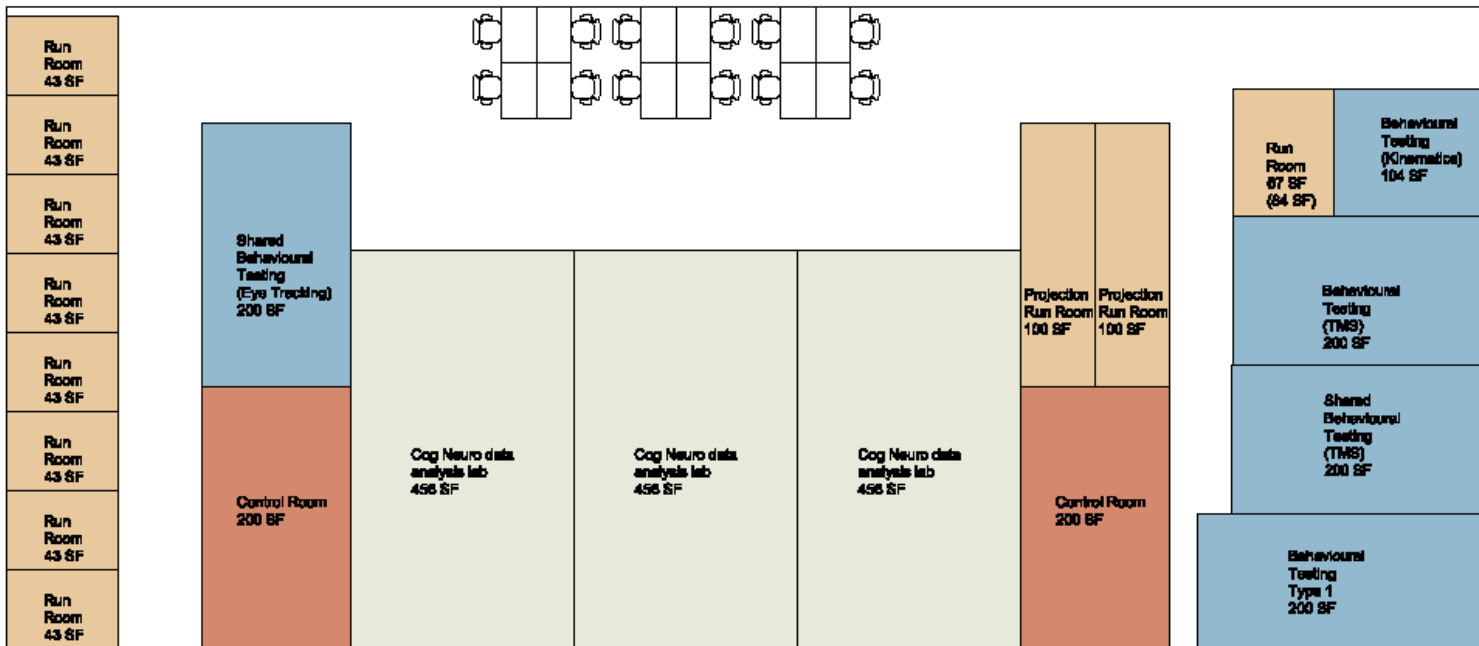 Run
Room
43 SF
Run
Room
43 SF
Run
Room
43 SF
Run
Room
43 SF
Run
Room
43 SF
Run
Room
43 SF
Run
Room
43 SF
Run
Room
43 SF
Shared
Behavioural
Testing
(Eye Tracking)
200 SF
Control Room
200 SF
Cog Neuro data
analysis lab
456 SF
Cog Neuro data
analysis lab
456 SF
Cog Neuro data
analysis lab
456 SF
Projection
Run Room
100 SF
Projection
Run Room
100 SF
Control Room
200 SF
Run
Room
67 SF
(84 SF)
Behavioural
Testing
(Kinematics)
104 SF
Behavioural
Testing
(TMS)
200 SF
Shared
Behavioural
Testing
(TMS)
200 SF
Behavioural
Testing
Type 1
200 SF